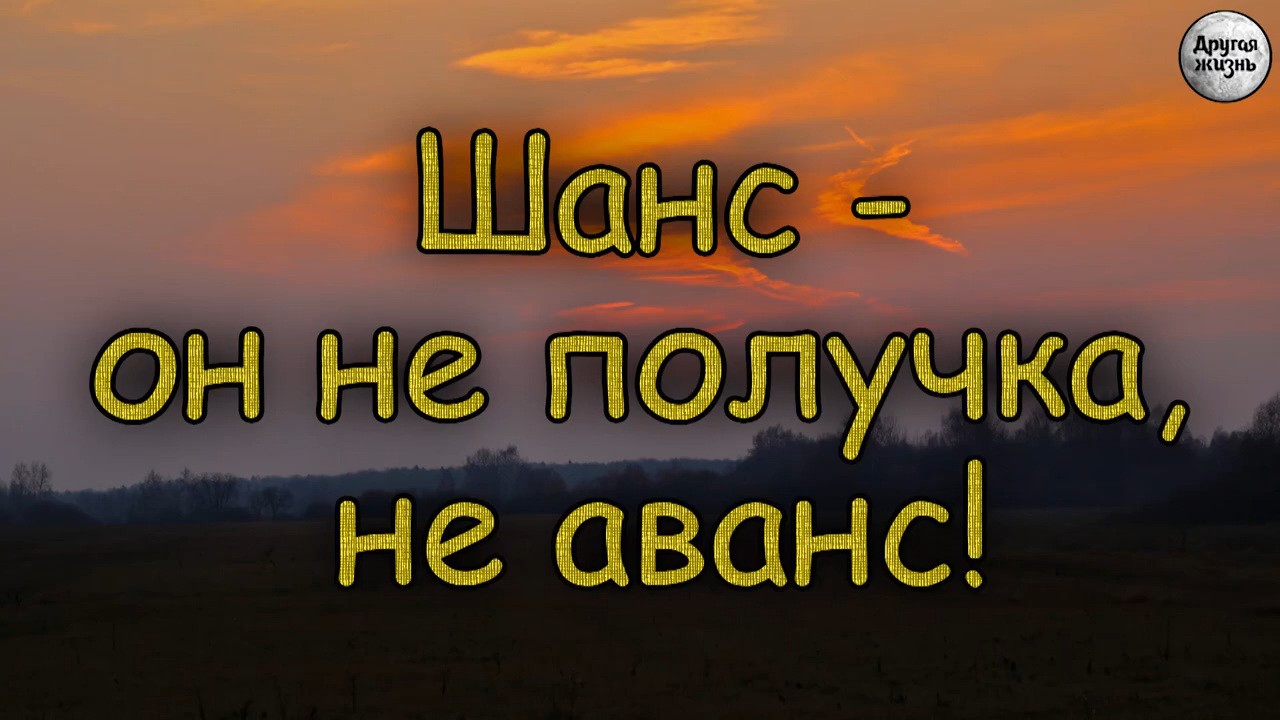 Другая
жизнь
Шанс -
он не получка,
не аванс!